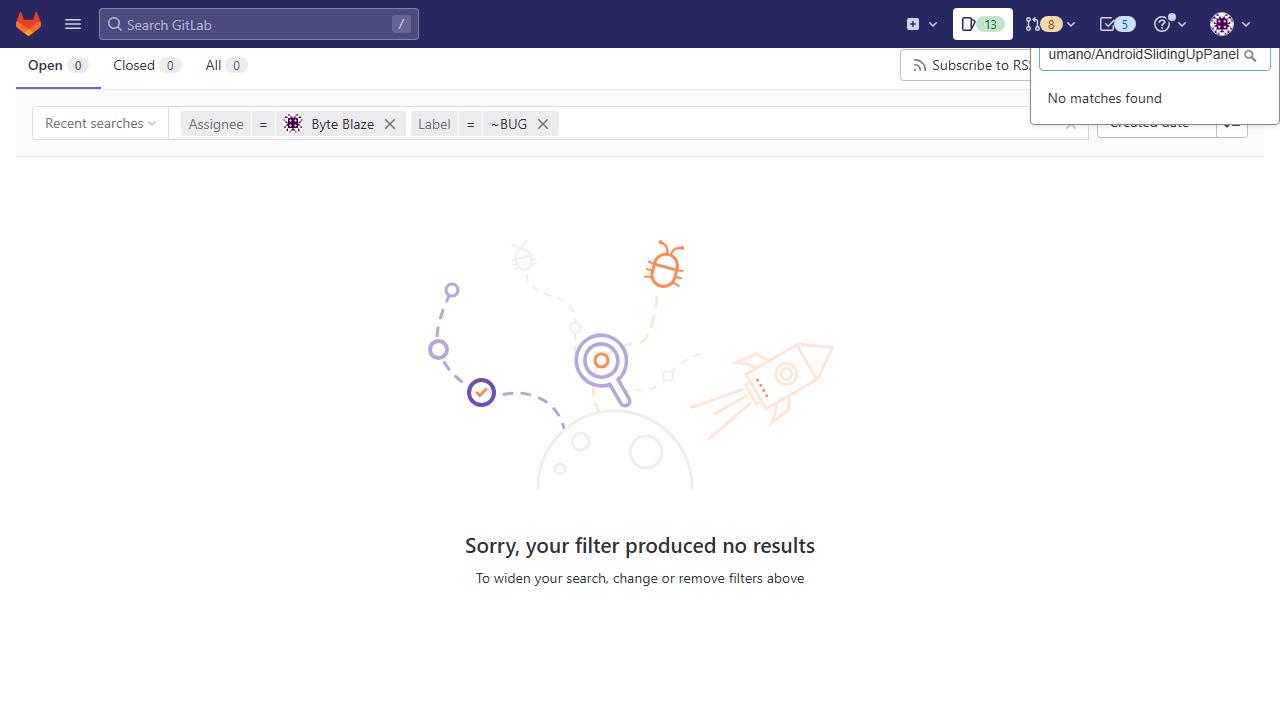 Search GitLab /
13
8
5
Open 0
Closed 0
All 0
Subscribe to RS
umano/AndroidSlidingUpPanel
No matches found
Recent searches
Assignee = Byte Blaze
Label = ~BUG
Created date
Sorry, your filter produced no results
To widen your search, change or remove filters above